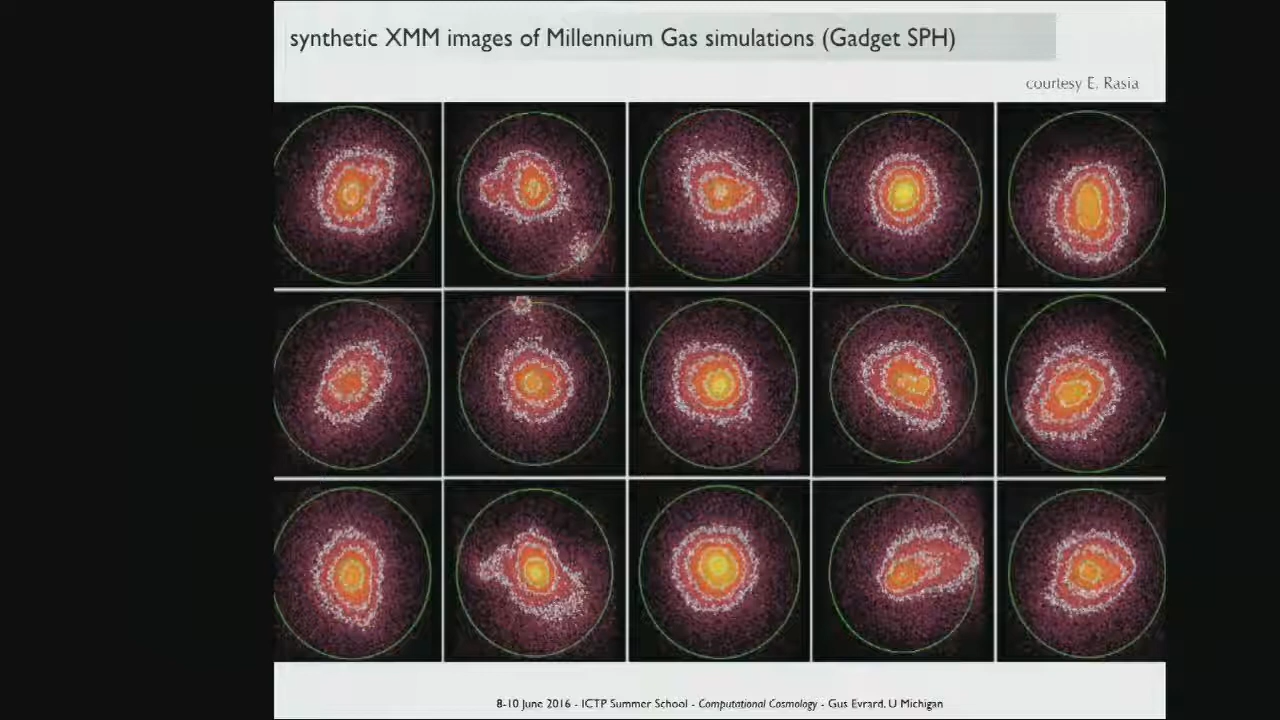 synthetic XMM images of Millennium Gas simulations (Gadget SPH)
courtesy E. Rasia
8-10 June 2016 - ICTP Summer School - Computational Cosmology - Gus Evrard, U Michigan